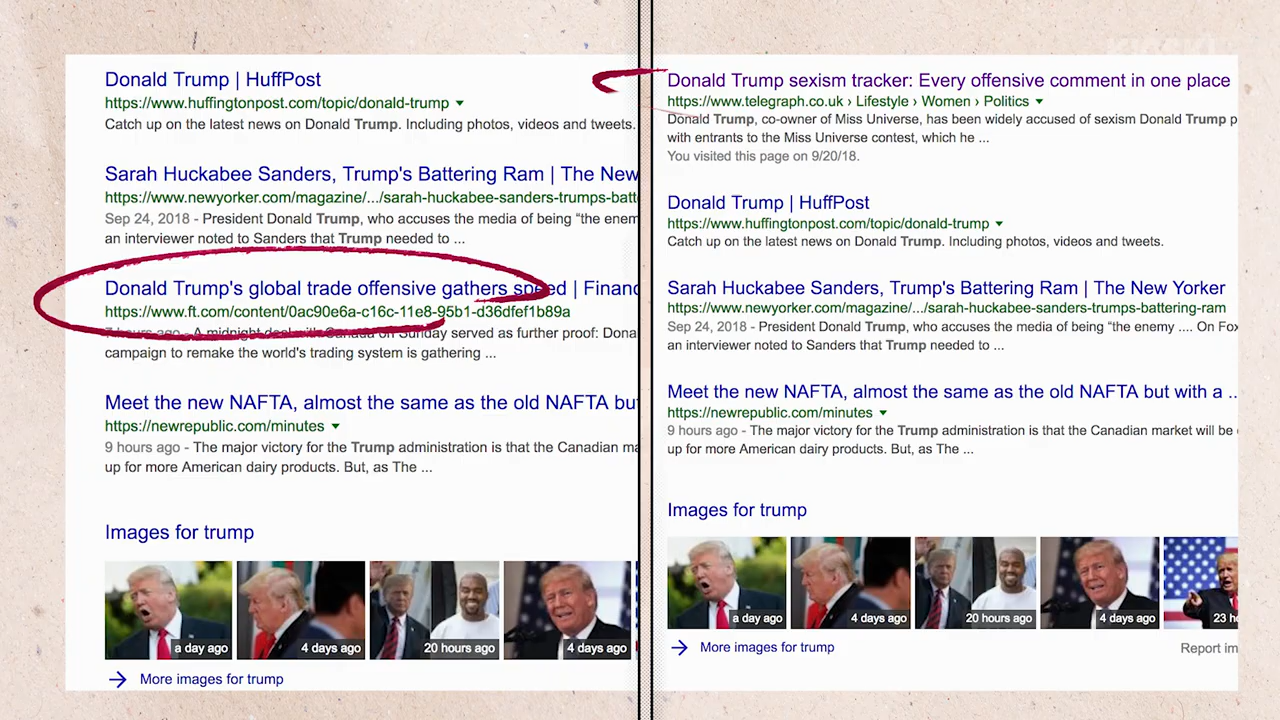 Donald Trump | HuffPost
https://www.huffingtonpost.com/topic/donald-trump
Catch up on the latest news on Donald Trump. Including photos, videos and tweets.
Sarah Huckabee Sanders, Trump's Battering Ram | The New
https://www.newyorker.com/magazine/.../sarah-huckabee-sanders-trumps-batt
Sep 24, 2018 - President Donald Trump, who accuses the media of being “the enem
an interviewer noted to Sanders that Trump needed to ...
Donald Trump's global trade offensive gathers speed | Financ
https://www.ft.com/content/0ac90e6a-c16c-11e8-95b1-d36dfef1b89a
7 hours ago - A midnight deal with Canada on Sunday served as further proof: Dona
campaign to remake the world's trading system is gathering ...
Meet the new NAFTA, almost the same as the old NAFTA bu
https://newrepublic.com/minutes
9 hours ago - The major victory for the Trump administration is that the Canadian ma
up for more American dairy products. But, as The ...
Images for trump
a day ago
4 days ago
20 hours ago
4 days ago
More images for trump
Donald Trump sexism tracker: Every offensive comment in one place
https://www.telegraph.co.uk › Lifestyle › Women › Politics
Donald Trump, co-owner of Miss Universe, has been widely accused of sexism Donald Trump p
with entrants to the Miss Universe contest, which he ...
You visited this page on 9/20/18.
Donald Trump | HuffPost
https://www.huffingtonpost.com/topic/donald-trump
Catch up on the latest news on Donald Trump. Including photos, videos and tweets.
Sarah Huckabee Sanders, Trump's Battering Ram | The New Yorker
https://www.newyorker.com/magazine/.../sarah-huckabee-sanders-trumps-battering-ram
Sep 24, 2018 - President Donald Trump, who accuses the media of being “the enemy .... On Fox
an interviewer noted to Sanders that Trump needed to ...
Meet the new NAFTA, almost the same as the old NAFTA but with a ...
https://newrepublic.com/minutes
9 hours ago - The major victory for the Trump administration is that the Canadian market will be
up for more American dairy products. But, as The ...
Images for trump
a day ago
4 days ago
20 hours ago
4 days ago
23 h
More images for trump
Report im